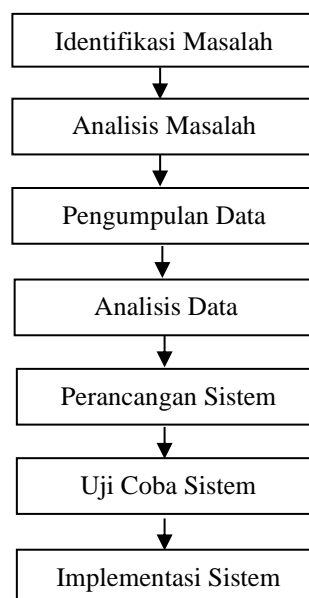 Identifikasi Masalah
Analisis Masalah
Pengumpulan Data
Analisis Data
Perancangan Sistem
Uji Coba Sistem
Implementasi Sistem